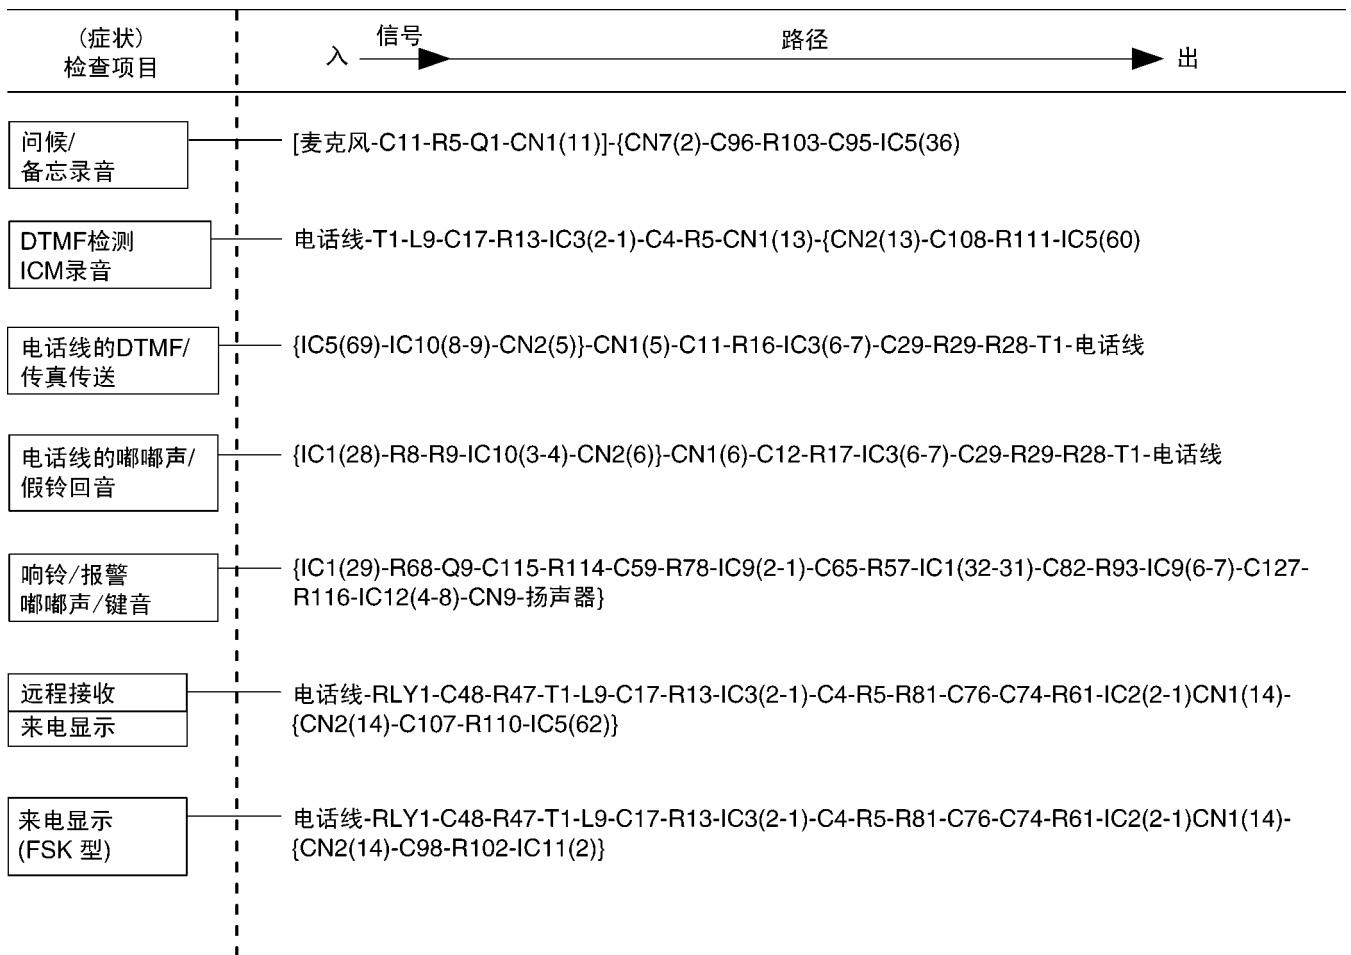 (症状)
检查项目
入 信号 路径 出
问候/
备忘录音
[麦克风-C11-R5-Q1-CN1(11)]-{CN7(2)-C96-R103-C95-IC5(36)
DTMF检测
ICM录音
电话线-T1-L9-C17-R13-IC3(2-1)-C4-R5-CN1(13)-{CN2(13)-C108-R111-IC5(60)
电话线的DTMF/
传真传送
{IC5(69)-IC10(8-9)-CN2(5)}-CN1(5)-C11-R16-IC3(6-7)-C29-R29-R28-T1-电话线
电话线的嘟嘟声/
假铃回音
{IC1(28)-R8-R9-IC10(3-4)-CN2(6)}-CN1(6)-C12-R17-IC3(6-7)-C29-R29-R28-T1-电话线
响铃/报警
嘟嘟声/键音
{IC1(29)-R68-Q9-C115-R114-C59-R78-IC9(2-1)-C65-R57-IC1(32-31)-C82-R93-IC9(6-7)-C127-
R116-IC12(4-8)-CN9-扬声器}
远程接收
来电显示
电话线-RLY1-C48-R47-T1-L9-C17-R13-IC3(2-1)-C4-R5-R81-C76-C74-R61-IC2(2-1)CN1(14)-
{CN2(14)-C107-R110-IC5(62)}
来电显示
(FSK 型)
电话线-RLY1-C48-R47-T1-L9-C17-R13-IC3(2-1)-C4-R5-R81-C76-C74-R61-IC2(2-1)CN1(14)-
{CN2(14)-C98-R102-IC11(2)}